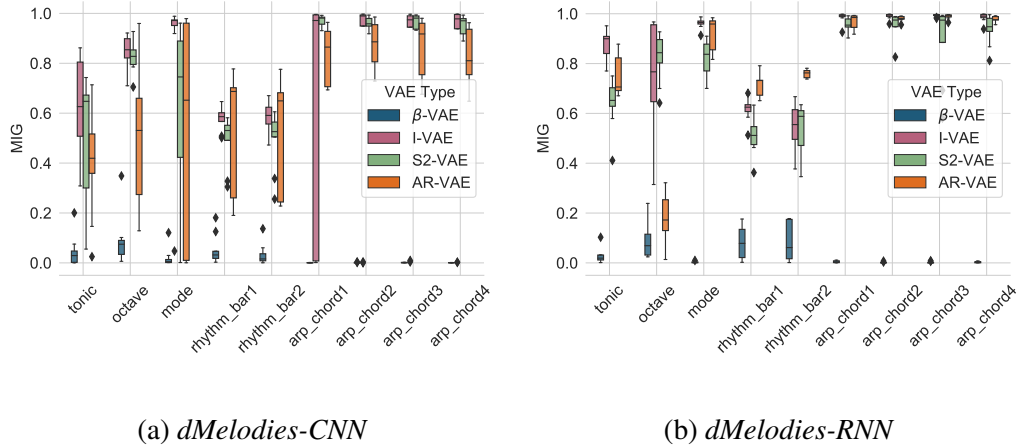 1.0
0.8
0.6
0.4
0.2
0.0
MIG
VAE Type
β-VAE
I-VAE
S2-VAE
AR-VAE
tonic
octave
mode
rhythm_bar1
rhythm_bar2
arp_chord1
arp_chord2
arp_chord3
arp_chord4
(a) dMelodies-CNN
1.0
0.8
0.6
0.4
0.2
0.0
MIG
VAE Type
β-VAE
I-VAE
S2-VAE
AR-VAE
tonic
octave
mode
rhythm_bar1
rhythm_bar2
arp_chord1
arp_chord2
arp_chord3
arp_chord4
(b) dMelodies-RNN